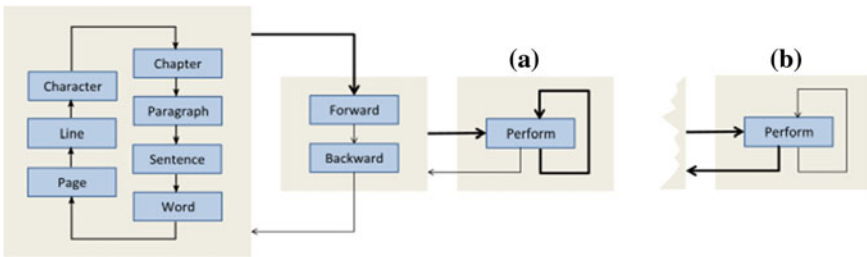 (a)
(b)
Character
Chapter
Line
Paragraph
Page
Sentence
Word
Forward
Backward
Perform
Perform